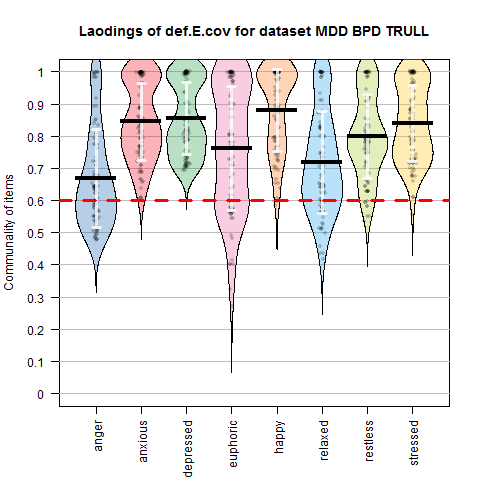 Laodings of def.E.cov for dataset MDD BPD TRULL
Communality of items
1
0.9
0.8
0.7
0.6
0.5
0.4
0.3
0.2
0.1
0
anger
anxious
depressed
euphoric
happy
relaxed
restless
stressed